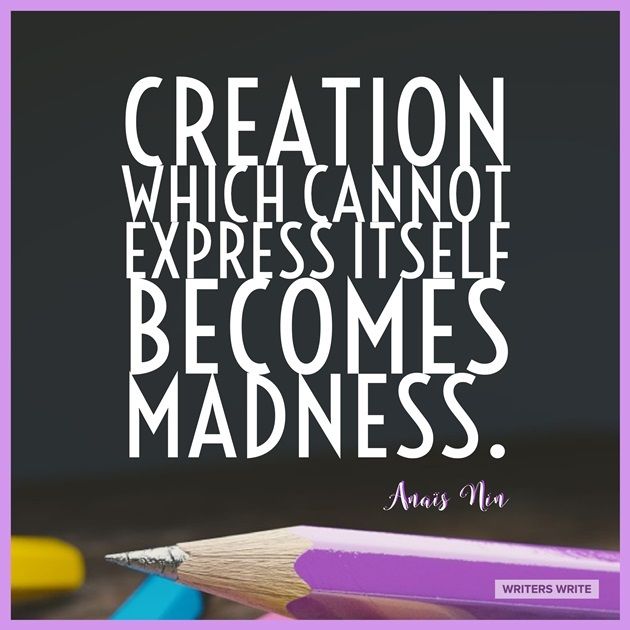 CREATION
WHICH CANNOT
EXPRESS ITSELF
BECOMES
MADNESS.
Anaïs Nin
WRITERS WRITE